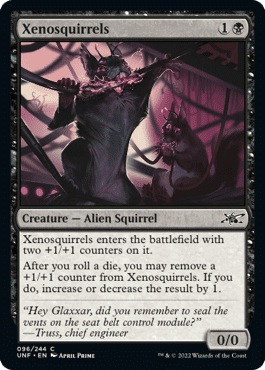 Xenosquirrels 1
Creature — Alien Squirrel
Xenosquirrels enters the battlefield with
two +1/+1 counters on it.
After you roll a die, you may remove a
+1/+1 counter from Xenosquirrels. If you
do, increase or decrease the result by 1.
“Hey Glaxxar, did you remember to seal the
vents on the seat belt control module?”
—Truss, chief engineer
0/0
096/244 C
UNF • EN APRIL PRIME
™ & © 2022 Wizards of the Coast